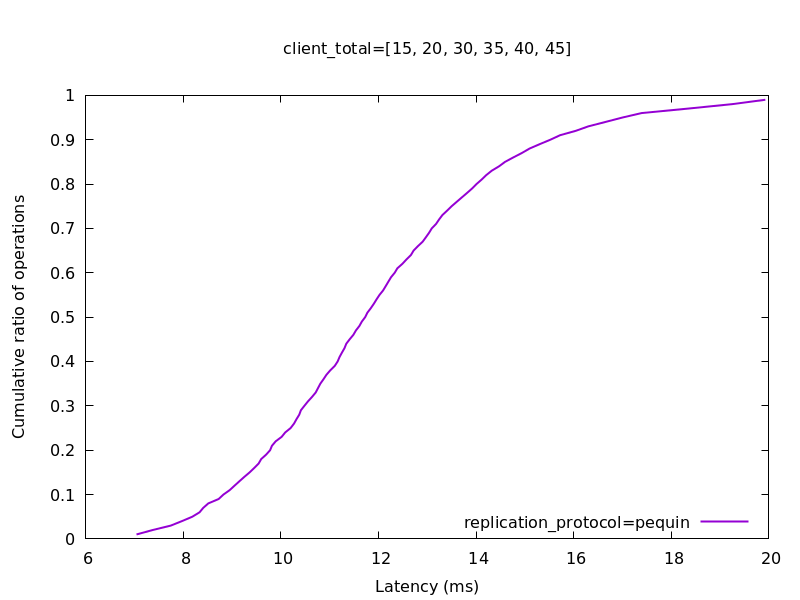 client_total=[15, 20, 30, 35, 40, 45]
1
0.9
0.8
0.7
0.6
0.5
0.4
0.3
0.2
0.1
0
Cumulative ratio of operations
replication_protocol=pequin
6 8 10 12 14 16 18 20
Latency (ms)